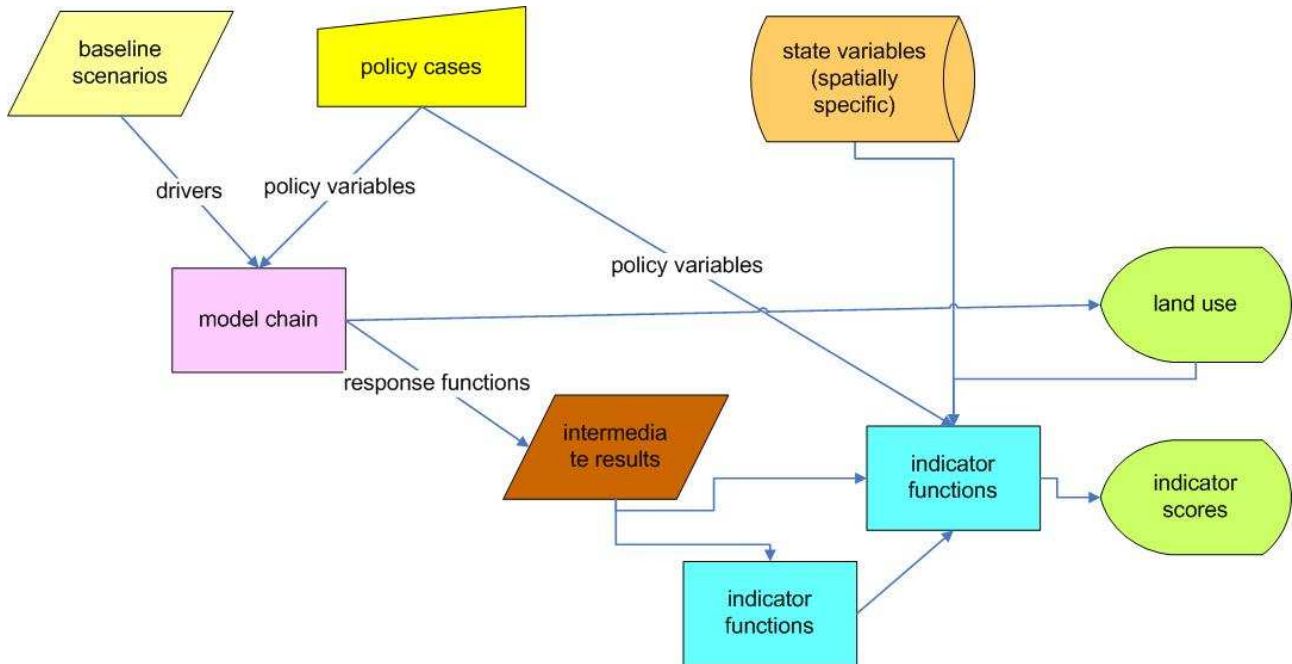 baseline
scenarios
policy cases
state variables
(spatially
specific)
drivers
policy variables
policy variables
model chain
land use
response functions
intermedia
te results
indicator
functions
indicator
scores
indicator
functions